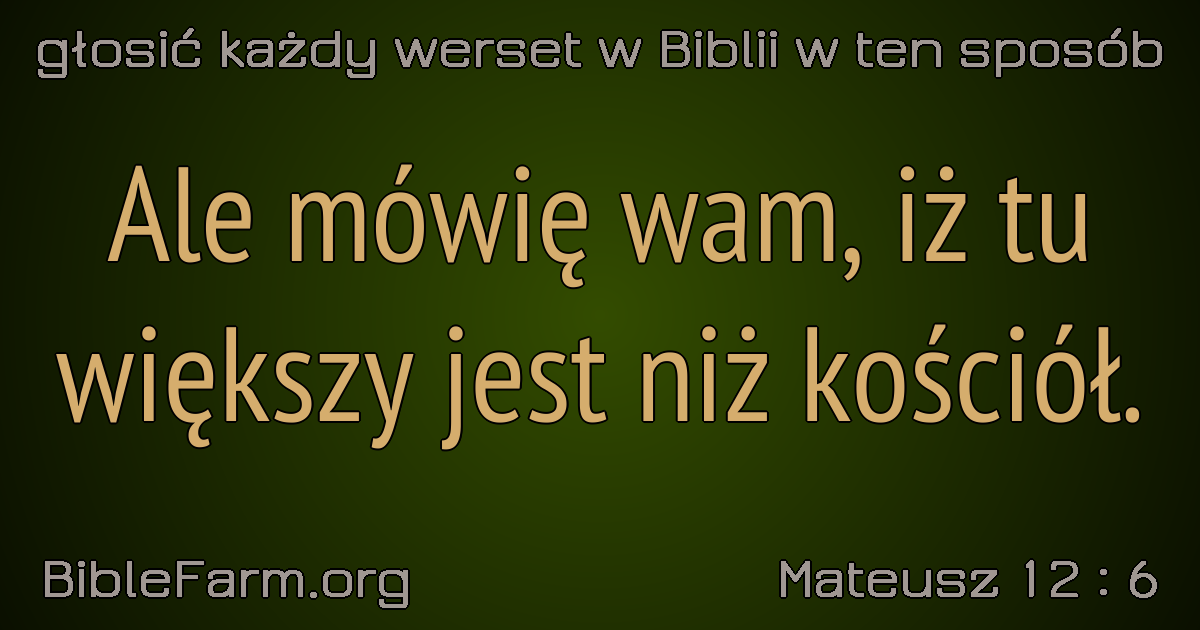 głosić każdy werset w Biblii w ten sposób
Ale mówię wam, iż tu
większy jest niż kościół.
BibleFarm.org
Mateusz 12 : 6